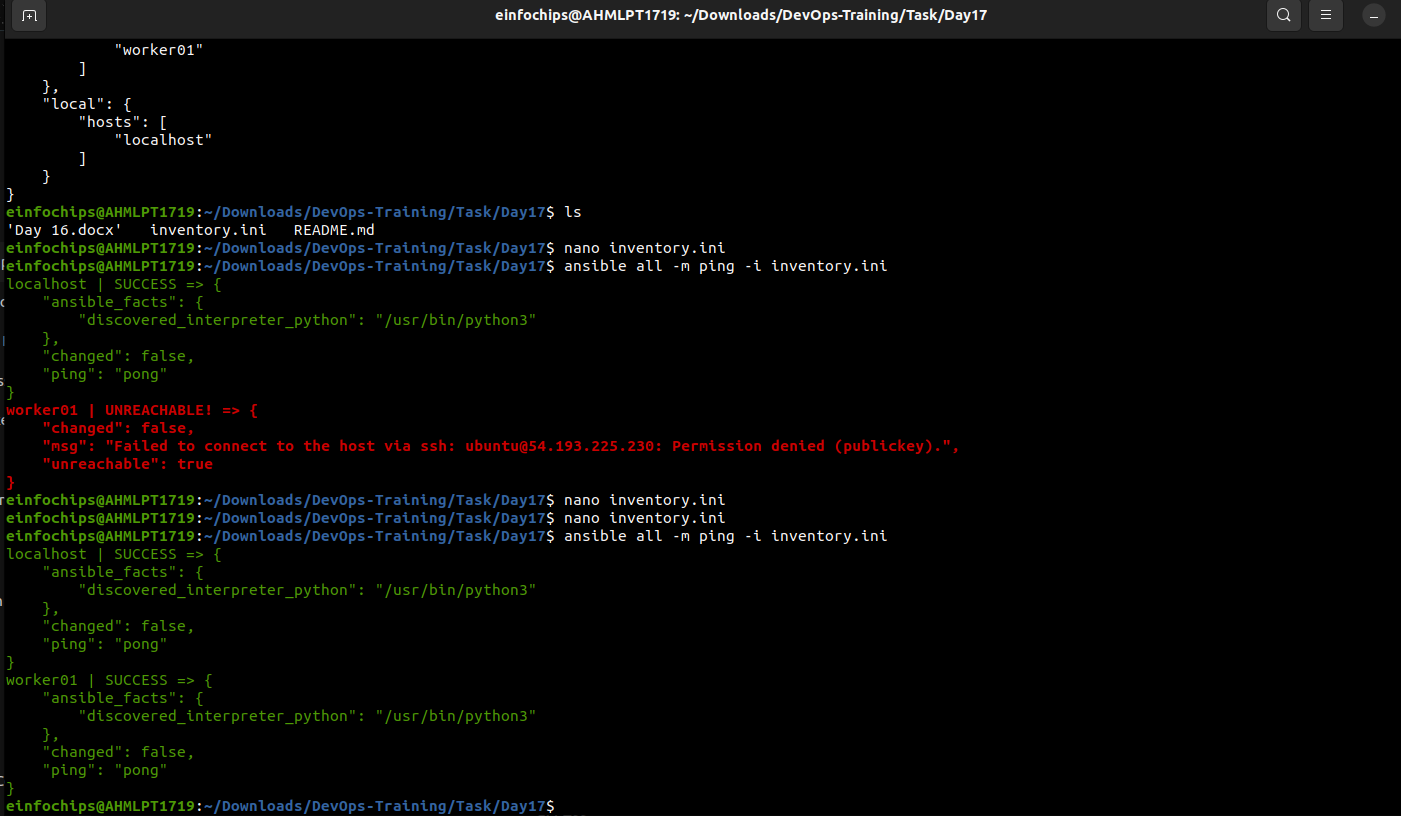 einfochips@AHMLPT1719: ~/Downloads/DevOps-Training/Task/Day17
            "worker01"
        ]
    },
    "local": {
        "hosts": [
            "localhost"
        ]
    }
}
einfochips@AHMLPT1719:~/Downloads/DevOps-Training/Task/Day17$ ls
'Day 16.docx'   inventory.ini   README.md
einfochips@AHMLPT1719:~/Downloads/DevOps-Training/Task/Day17$ nano inventory.ini
einfochips@AHMLPT1719:~/Downloads/DevOps-Training/Task/Day17$ ansible all -m ping -i inventory.ini
localhost | SUCCESS => {
    "ansible_facts": {
        "discovered_interpreter_python": "/usr/bin/python3"
    },
    "changed": false,
    "ping": "pong"
}
worker01 | UNREACHABLE! => {
    "changed": false,
    "msg": "Failed to connect to the host via ssh: ubuntu@54.193.225.230: Permission denied (publickey).",
    "unreachable": true
}
einfochips@AHMLPT1719:~/Downloads/DevOps-Training/Task/Day17$ nano inventory.ini
einfochips@AHMLPT1719:~/Downloads/DevOps-Training/Task/Day17$ nano inventory.ini
einfochips@AHMLPT1719:~/Downloads/DevOps-Training/Task/Day17$ ansible all -m ping -i inventory.ini
localhost | SUCCESS => {
    "ansible_facts": {
        "discovered_interpreter_python": "/usr/bin/python3"
    },
    "changed": false,
    "ping": "pong"
}
worker01 | SUCCESS => {
    "ansible_facts": {
        "discovered_interpreter_python": "/usr/bin/python3"
    },
    "changed": false,
    "ping": "pong"
}
einfochips@AHMLPT1719:~/Downloads/DevOps-Training/Task/Day17$